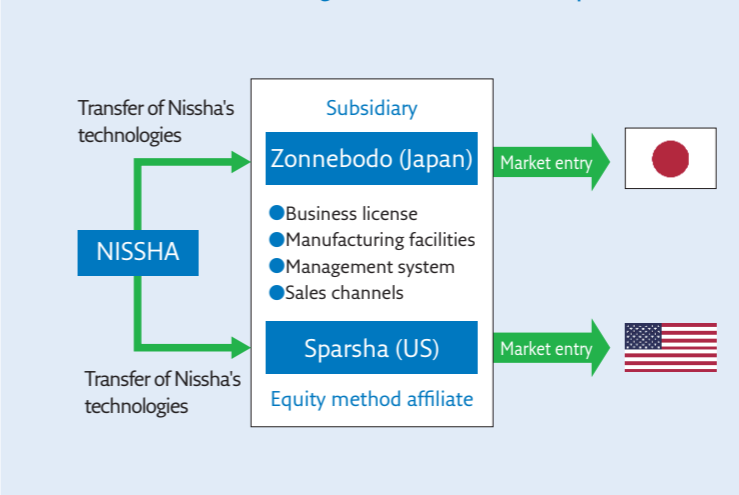 Transfer of Nissha's
technologies
NISSHA
Transfer of Nissha's
technologies
Subsidiary
Zonnebodo (Japan)
●Business license
●Manufacturing facilities
●Management system
●Sales channels
Sparsha (US)
Equity method affiliate
Market entry
Market entry